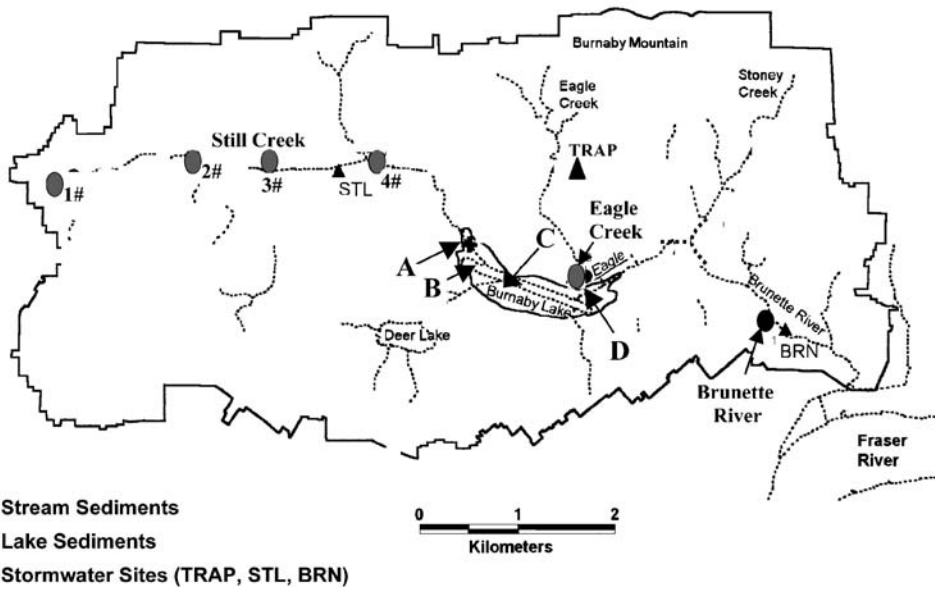 Burnaby Mountain
Eagle
Creek
Stoney
Creek
Still Creek
TRAP
1#
2#
3#
STL
4#
Eagle
Creek
Eagle
A
B
C
Burnaby Lake
D
Deer Lake
Brunette River
BRN
Brunette
River
Fraser
River
Stream Sediments
Lake Sediments
Stormwater Sites (TRAP, STL, BRN)
0 1 2
Kilometers